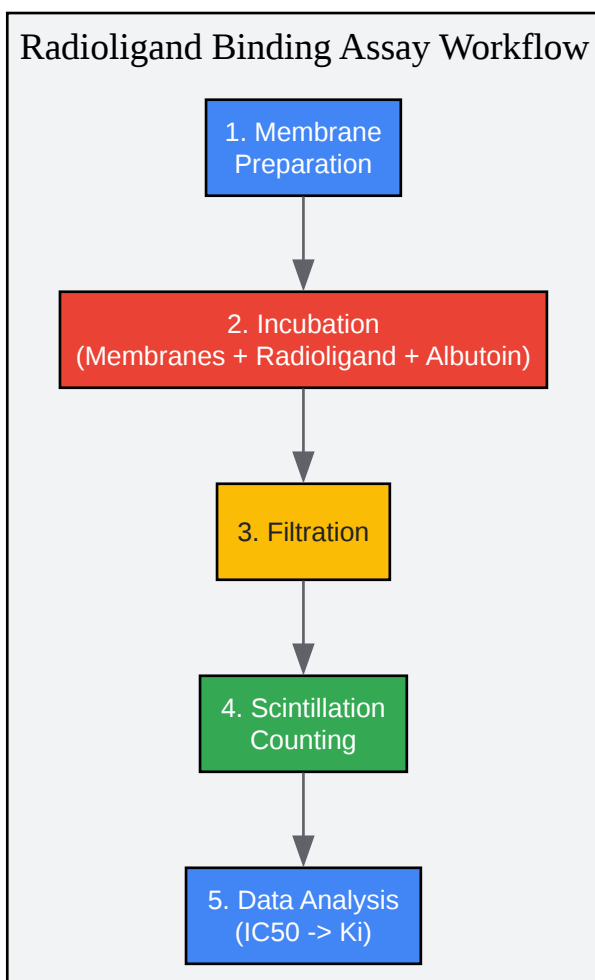 Radioligand Binding Assay Workflow
1. Membrane
Preparation
2. Incubation
(Membranes + Radioligand + Albutoin)
3. Filtration
4. Scintillation
Counting
5. Data Analysis
(IC50 -> Ki)